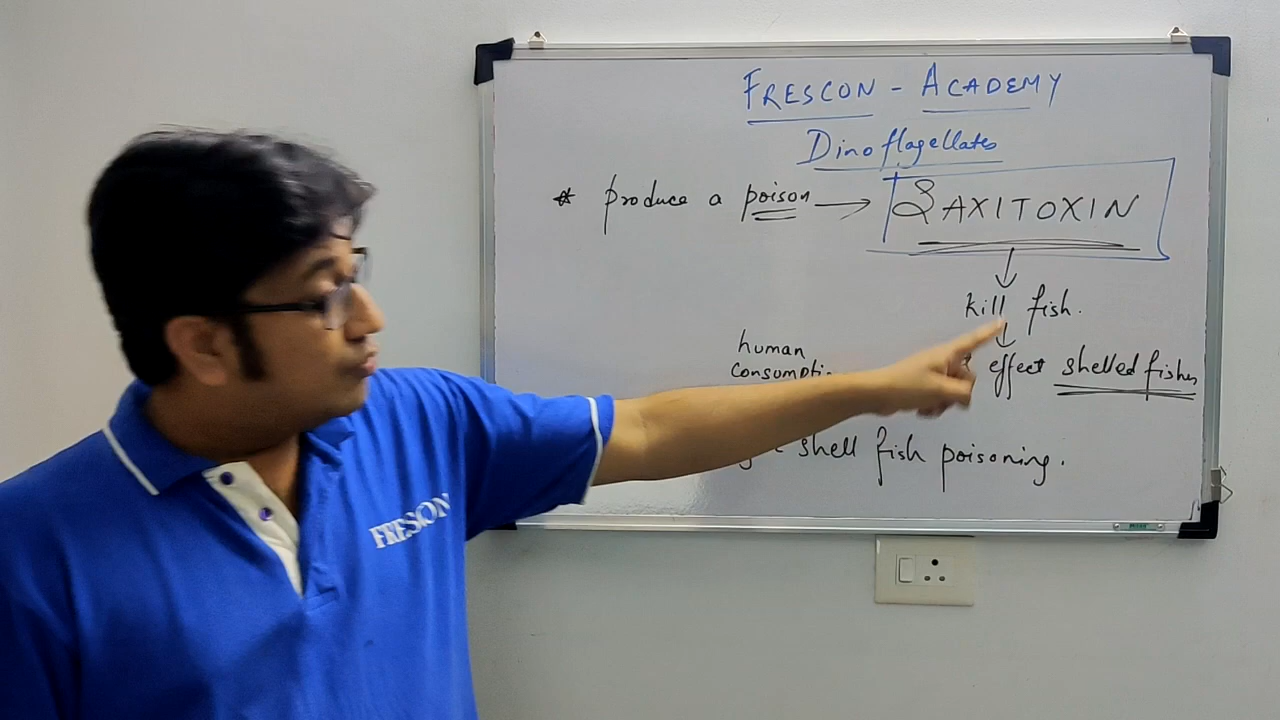 FRESCON - ACADEMY
Dinoflagellates
* produce a poison → SAXITOXIN
↓
kill fish.
↓
human
effect shelled fishes
shell fish poisoning.
FRESCON